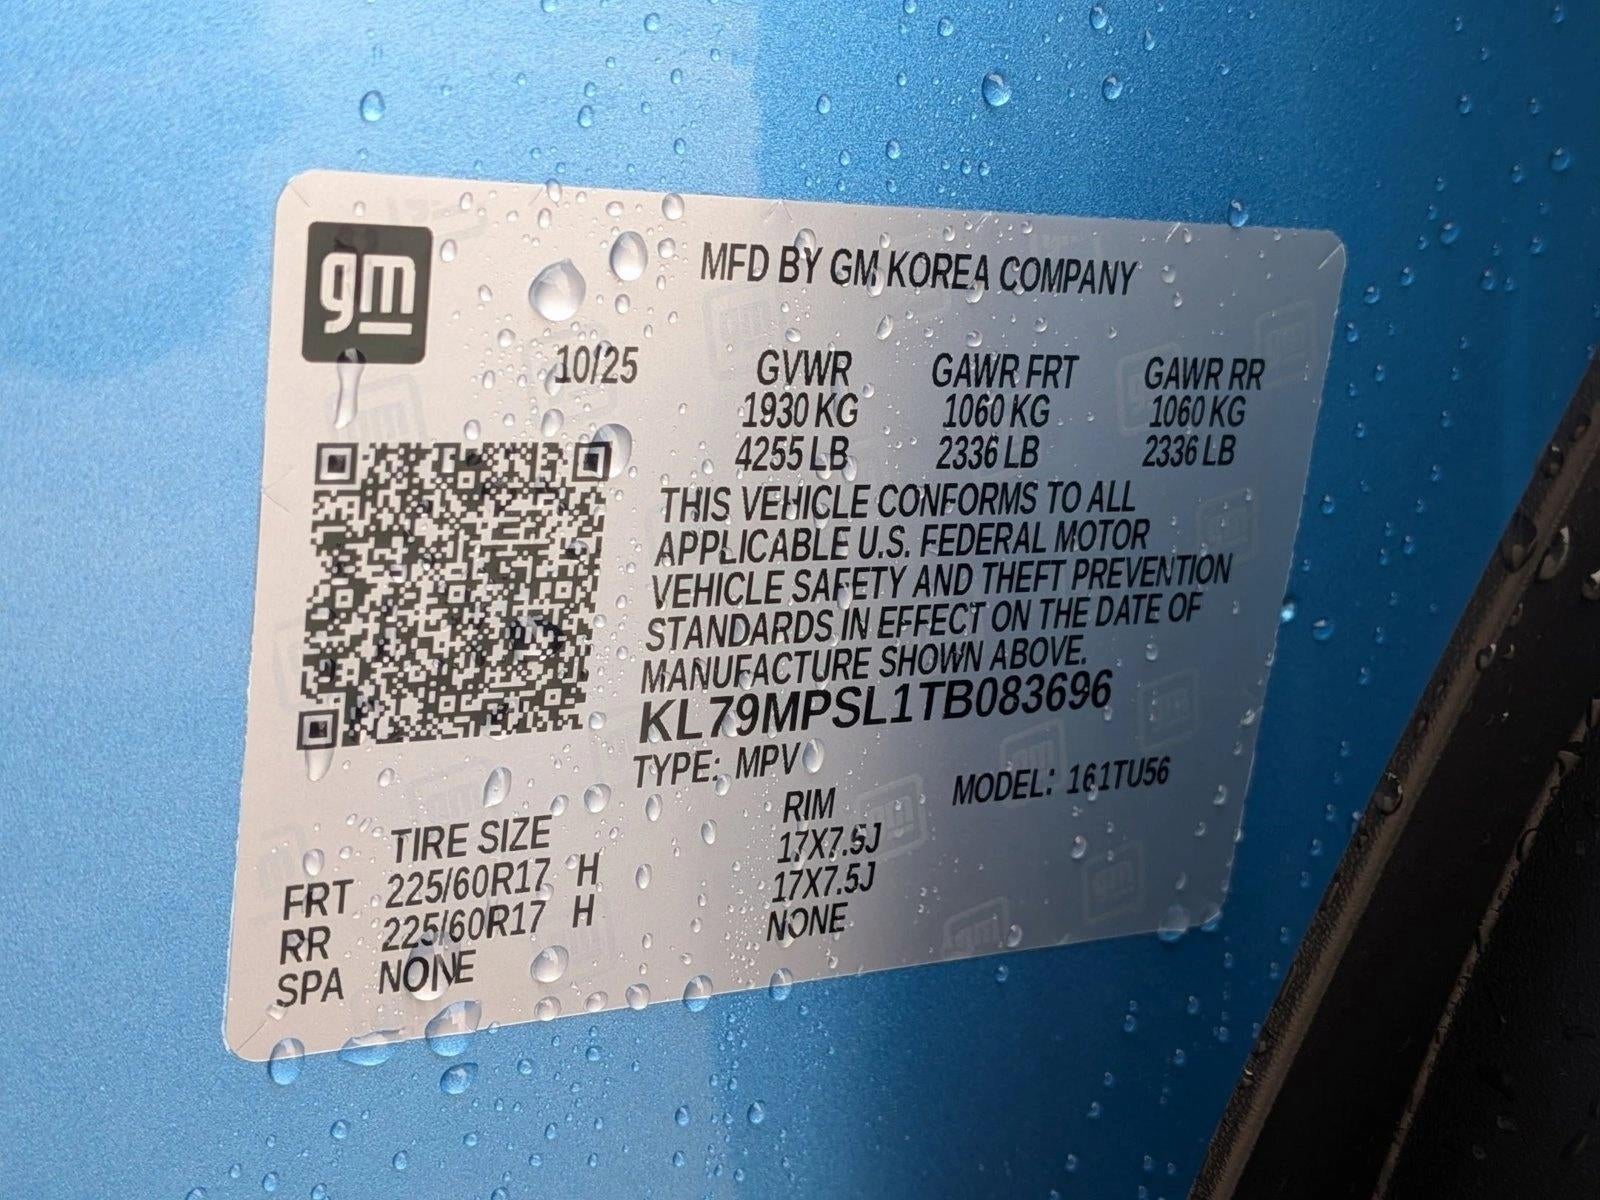 gm
MFD BY GM KOREA COMPANY
10/25 GVWR GAWR FRT GAWR RR
1930 KG 1060 KG 1060 KG
4255 LB 2336 LB 2336 LB
THIS VEHICLE CONFORMS TO ALL
APPLICABLE U.S. FEDERAL MOTOR
VEHICLE SAFETY AND THEFT PREVENTION
STANDARDS IN EFFECT ON THE DATE OF
MANUFACTURE SHOWN ABOVE.
KL79MPSL1TB083696
TYPE: MPV MODEL: 161TU56
TIRE SIZE RIM
FRT 225/60R17 H 17X7.5J
RR 225/60R17 H 17X7.5J
SPA NONE NONE